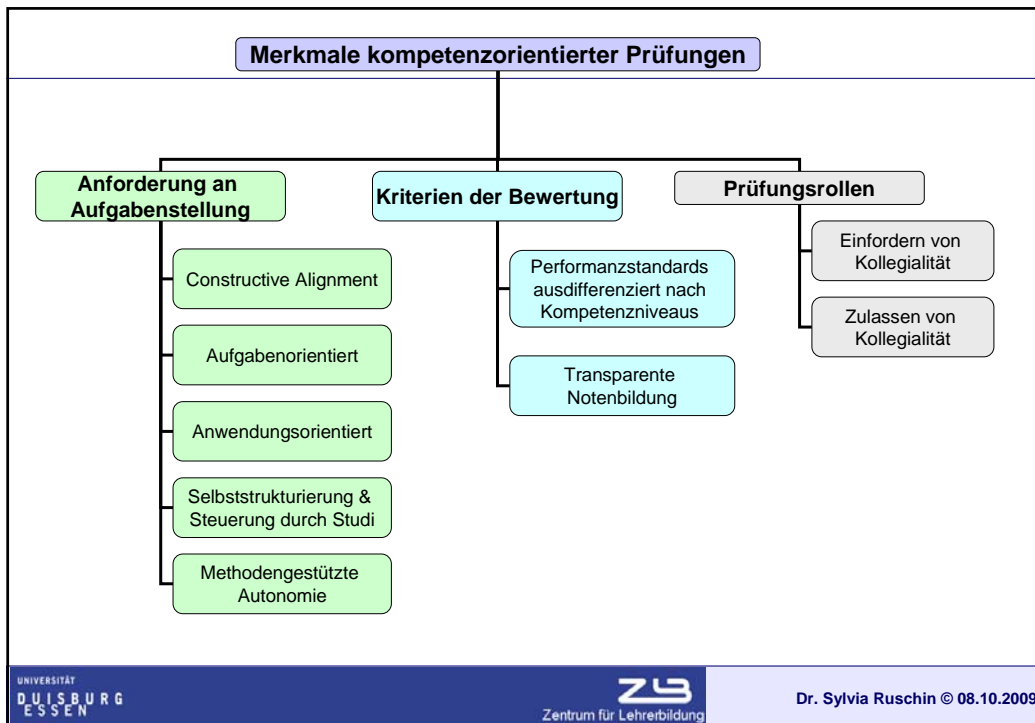 Merkmale kompetenzorientierter Prüfungen
Anforderung an
Aufgabenstellung
Constructive Alignment
Aufgabenorientiert
Anwendungsorientiert
Selbststrukturierung &
Steuerung durch Studi
Methodengestützte
Autonomie
Kriterien der Bewertung
Performanzstandards
ausdifferenziert nach
Kompetenzniveaus
Transparente
Notenbildung
Prüfungsrollen
Einfordern von
Kollegialität
Zulassen von
Kollegialität
UNIVERSITÄT
DUISBURG
ESSEN
ZLB
Zentrum für Lehrerbildung
Dr. Sylvia Ruschin © 08.10.2009